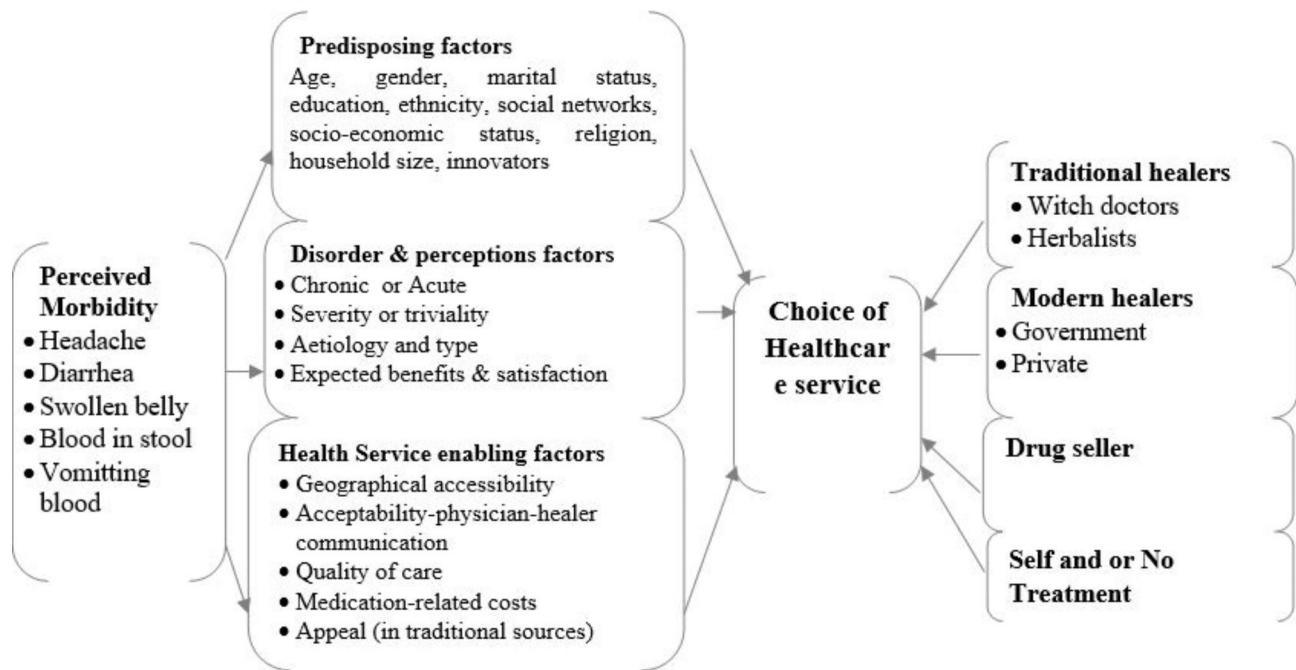 Perceived
Morbidity
• Headache
• Diarrhea
• Swollen belly
• Blood in stool
• Vomitting
blood
Predisposing factors
Age, gender, marital status,
education, ethnicity, social networks,
socio-economic status, religion,
household size, innovators
Disorder & perceptions factors
• Chronic or Acute
• Severity or triviality
• Aetiology and type
• Expected benefits & satisfaction
Health Service enabling factors
• Geographical accessibility
• Acceptability-physician-healer
communication
• Quality of care
• Medication-related costs
• Appeal (in traditional sources)
Choice of
Healthcar
e service
Traditional healers
• Witch doctors
• Herbalists
Modern healers
• Government
• Private
Drug seller
Self and or No
Treatment